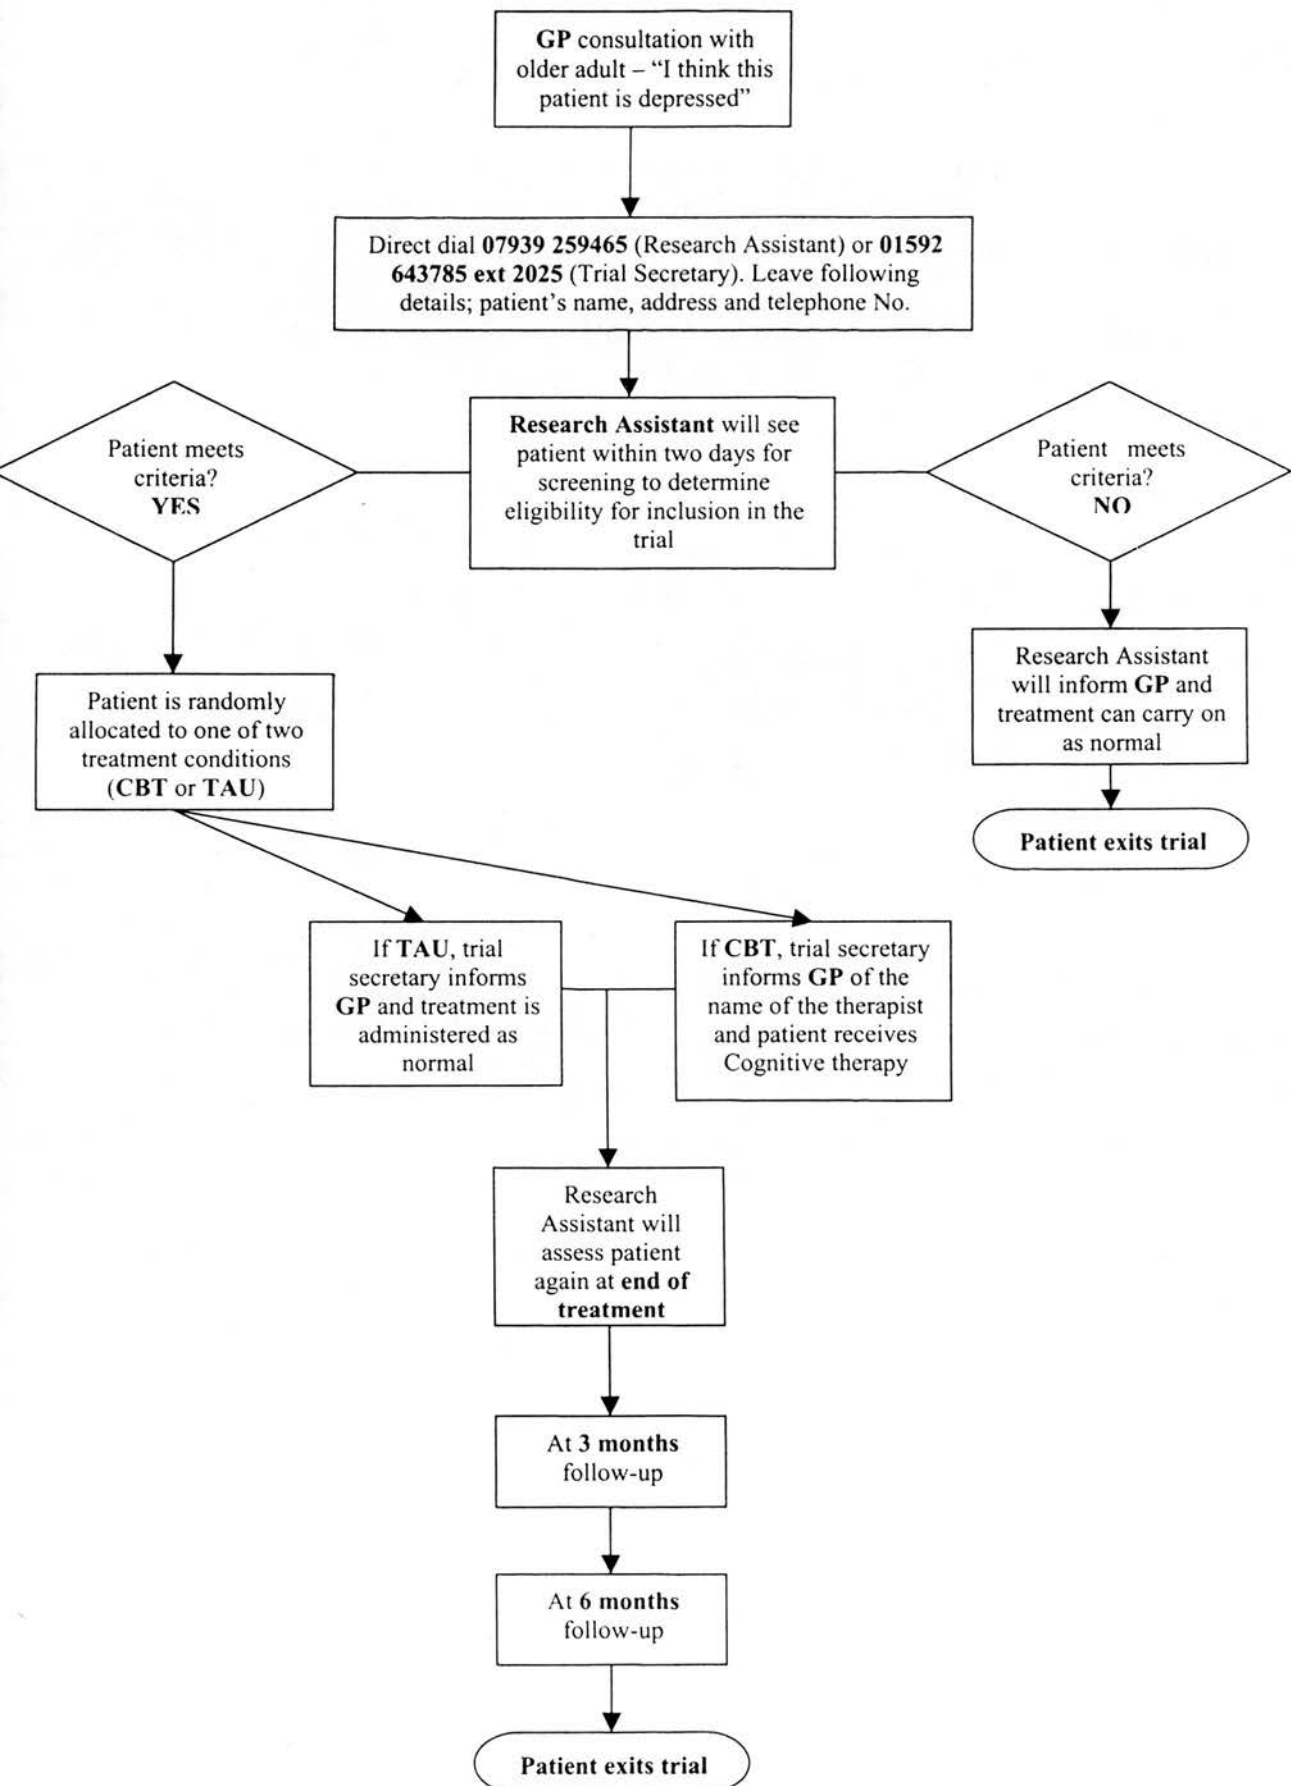 GP consultation with
older adult – “I think this
patient is depressed”
Direct dial 07939 259465 (Research Assistant) or 01592
643785 ext 2025 (Trial Secretary). Leave following
details; patient’s name, address and telephone No.
Patient meets
criteria?
YES
Research Assistant will see
patient within two days for
screening to determine
eligibility for inclusion in the
trial
Patient meets
criteria?
NO
Research Assistant
will inform GP and
treatment can carry on
as normal
Patient exits trial
Patient is randomly
allocated to one of two
treatment conditions
(CBT or TAU)
If TAU, trial
secretary informs
GP and treatment is
administered as
normal
If CBT, trial secretary
informs GP of the
name of the therapist
and patient receives
Cognitive therapy
Research
Assistant will
assess patient
again at end of
treatment
At 3 months
follow-up
At 6 months
follow-up
Patient exits trial